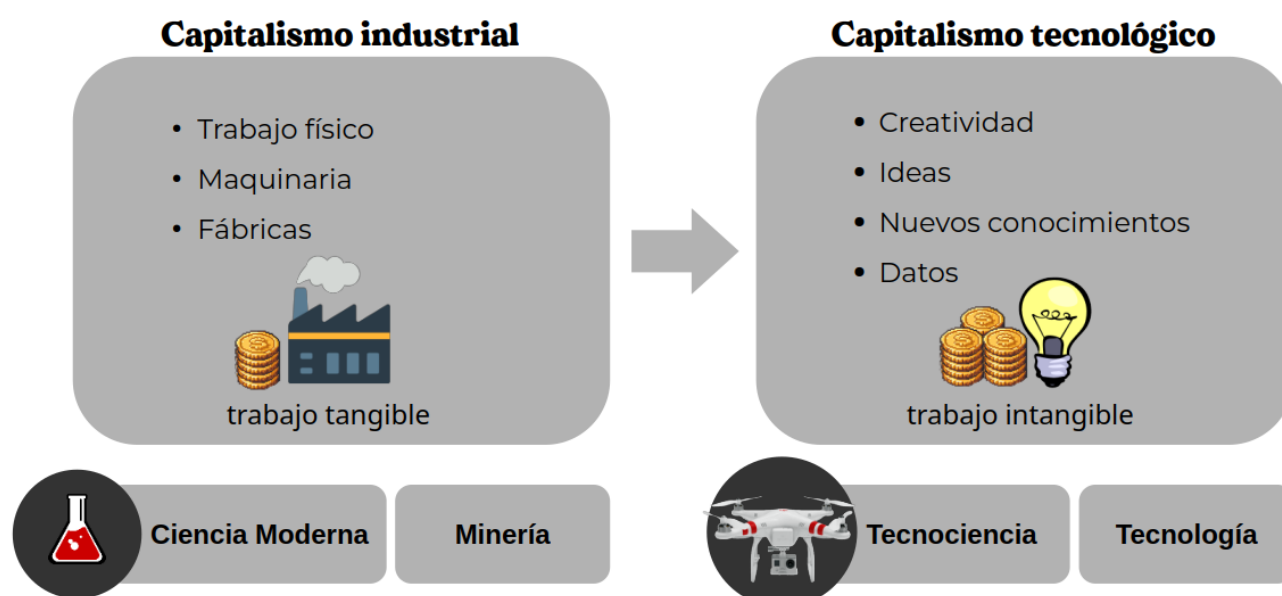 Capitalismo industrial
Trabajo físico
Maquinaria
Fábricas
trabajo tangible
Ciencia Moderna
Minería
Capitalismo tecnológico
Creatividad
Ideas
Nuevos conocimientos
Datos
trabajo intangible
Tecnociencia
Tecnología